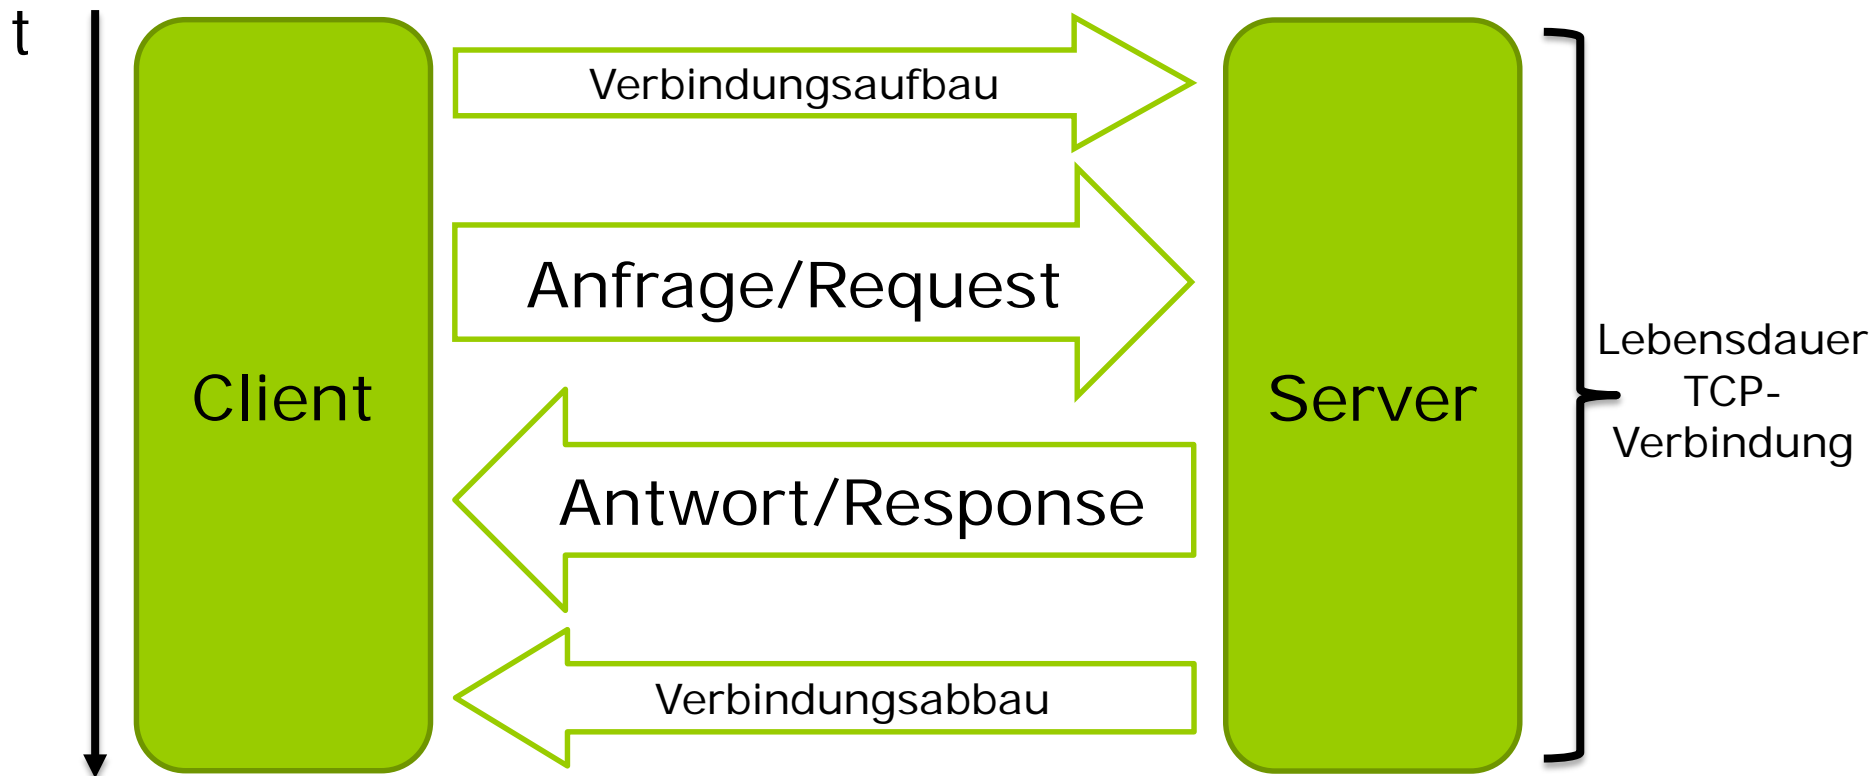 t
Verbindungsaufbau
Anfrage/Request
Client
Server
Lebensdauer
TCP-
Verbindung
Antwort/Response
Verbindungsabbau